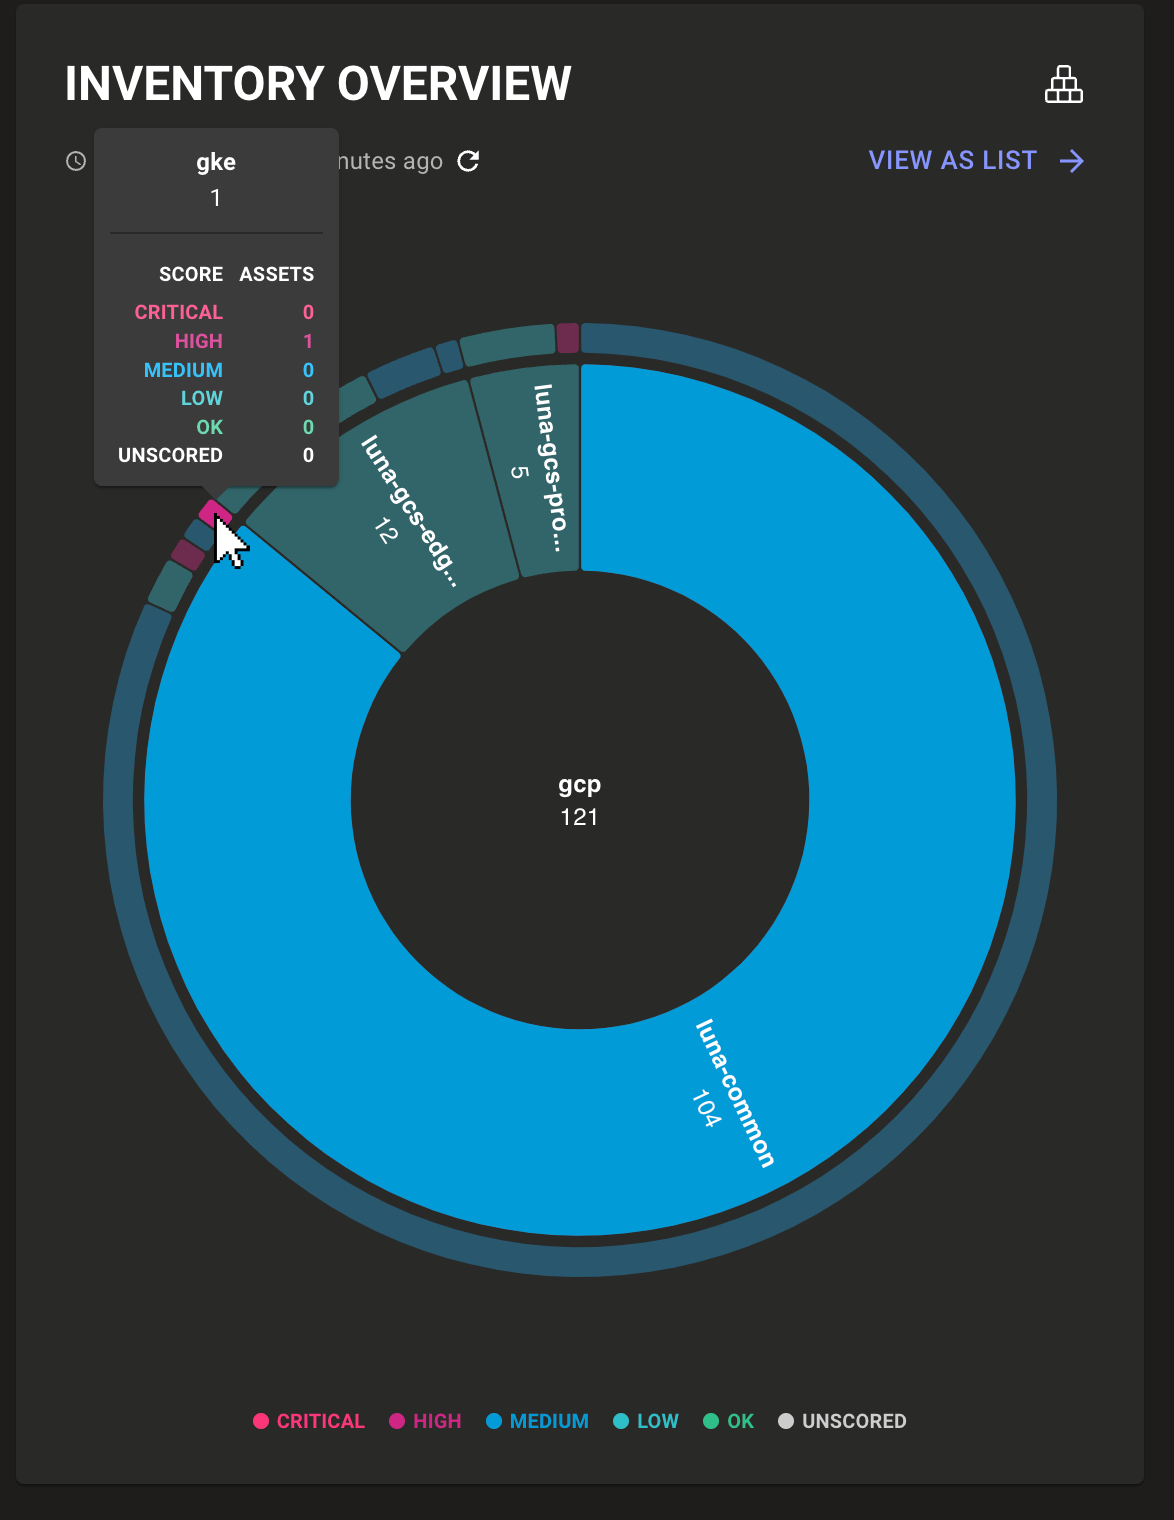 INVENTORY OVERVIEW
nutes ago
VIEW AS LIST
gke
1
SCORE ASSETS
CRITICAL 0
HIGH 1
MEDIUM 0
LOW 0
OK 0
UNSCORED 0
luna-gcs-edg...
12
luna-gcs-pro...
5
gcp
121
luna-common
104
CRITICAL HIGH MEDIUM LOW OK UNSCORED